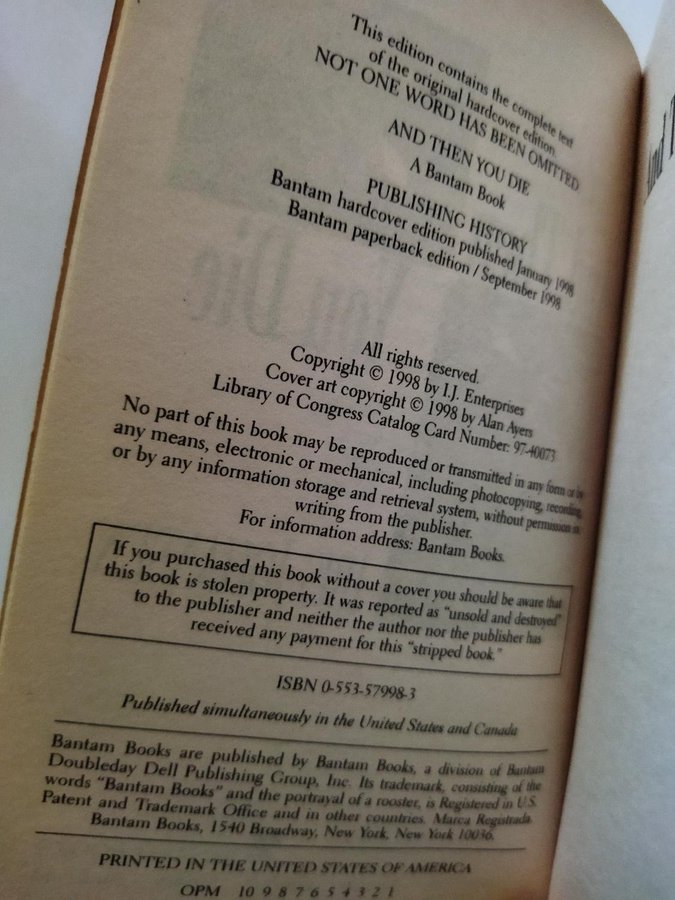 This edition contains the complete text
of the original hardcover edition.
NOT ONE WORD HAS BEEN OMITTED
AND THEN YOU DIE
A Bantam Book
PUBLISHING HISTORY
Bantam hardcover edition published January 1998
Bantam paperback edition / September 1998
All rights reserved.
Copyright © 1998 by I.J. Enterprises
Cover art copyright © 1998 by Alan Ayers
Library of Congress Catalog Card Number: 97-40073
No part of this book may be reproduced or transmitted in any form or by
any means, electronic or mechanical, including photocopying, recording,
or by any information storage and retrieval system, without permission in
writing from the publisher.
For information address: Bantam Books.
If you purchased this book without a cover you should be aware that
this book is stolen property. It was reported as "unsold and destroyed"
to the publisher and neither the author nor the publisher has
received any payment for this "stripped book."
ISBN 0-553-57998-3
Published simultaneously in the United States and Canada
Bantam Books are published by Bantam Books, a division of Bantam
Doubleday Dell Publishing Group, Inc. Its trademark, consisting of the
words "Bantam Books" and the portrayal of a rooster, is Registered in U.S.
Patent and Trademark Office and in other countries. Marca Registrada.
Bantam Books, 1540 Broadway, New York, New York 10036.
PRINTED IN THE UNITED STATES OF AMERICA
OPM 10 9 8 7 6 5 4 3 2 1